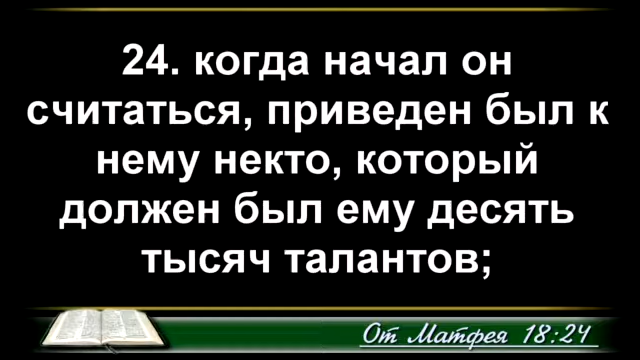 24. когда начал он
считаться, приведен был к
нему некто, который
должен был ему десять
тысяч талантов;
От Матфея 18:24